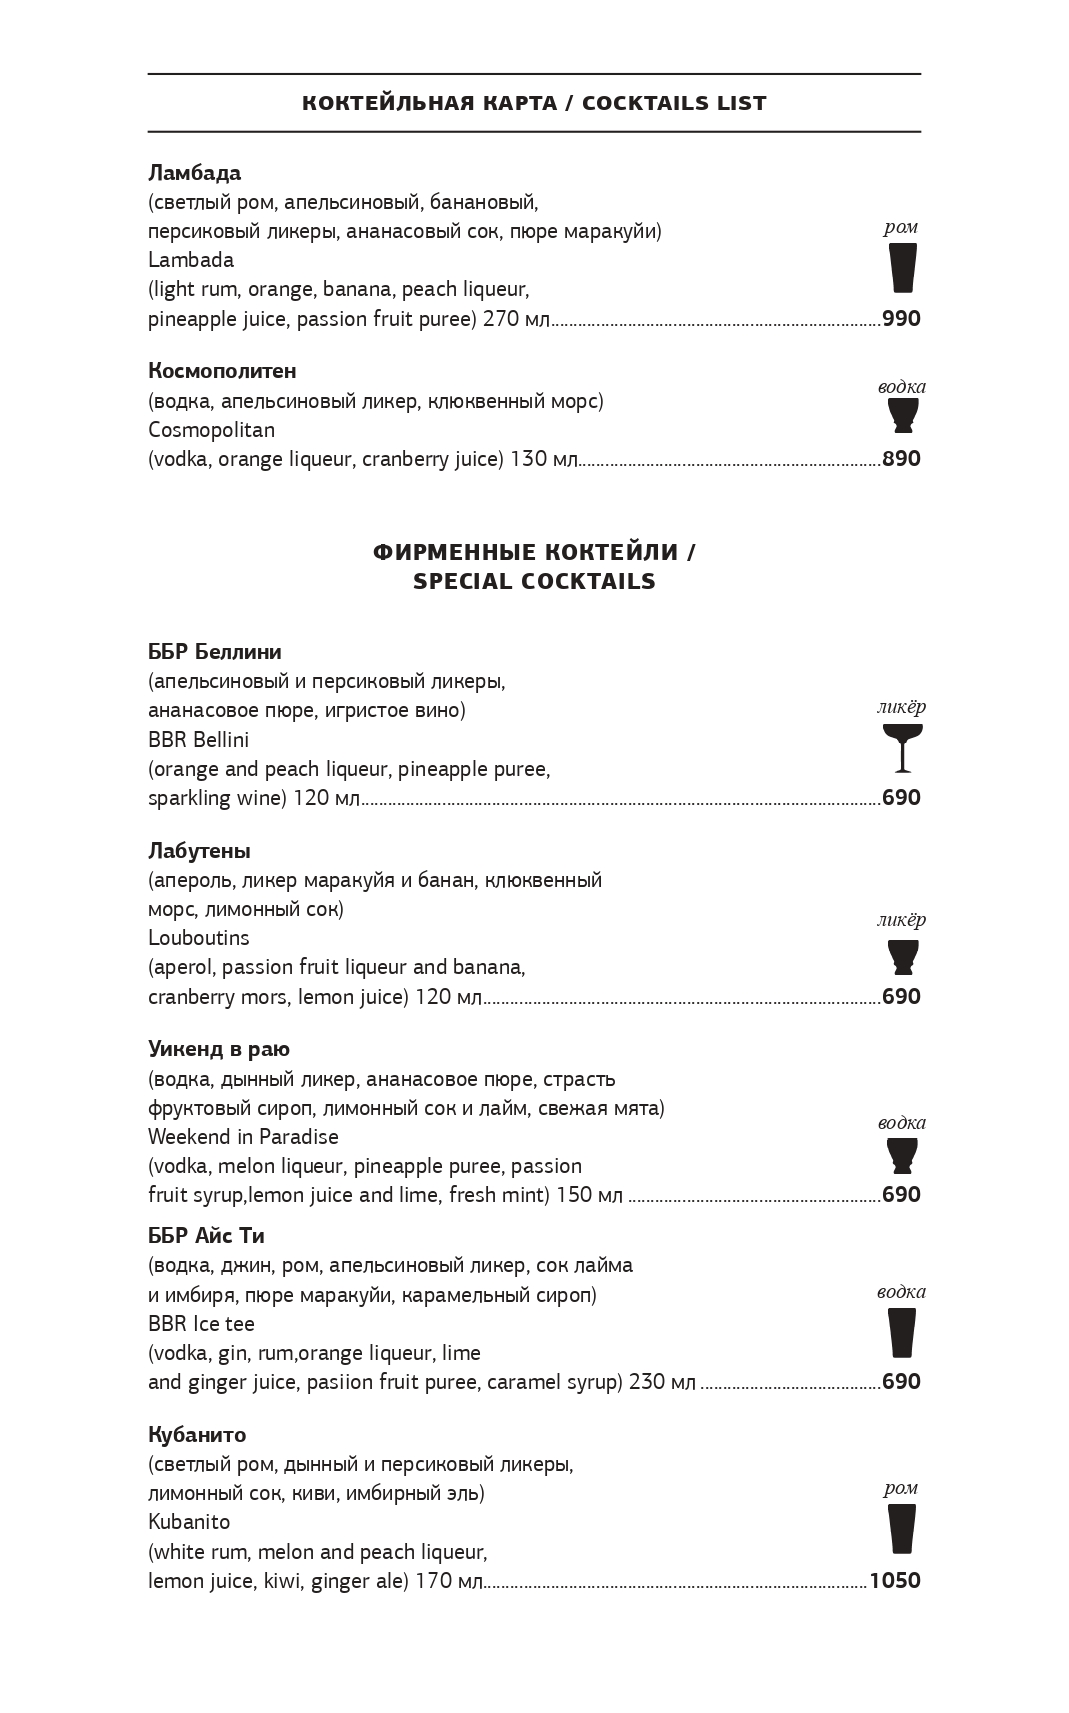 КОКТЕЙЛЬНАЯ КАРТА / COCKTAILS LIST
Ламбада
(светлый ром, апельсиновый, банановый,
персиковый ликеры, ананасовый сок, пюре маракуйи)
ром
Lambada
(light rum, orange, banana, peach liqueur,
pineapple juice, passion fruit puree) 270 мл..........990
Космополитен
водка
(водка, апельсиновый ликер, клюквенный морс)
Cosmopolitan
(vodka, orange liqueur, cranberry juice) 130 мл..........890
ФИРМЕННЫЕ КОКТЕЙЛИ /
SPECIAL COCKTAILS
ББР Беллини
(апельсиновый и персиковый ликеры,
ананасовое пюре, игристое вино)
ликёр
BBR Bellini
(orange and peach liqueur, pineapple puree,
sparkling wine) 120 мл..........690
Лабутены
(апероль, ликер маракуйя и банан, клюквенный
морс, лимонный сок)
ликёр
Louboutins
(aperol, passion fruit liqueur and banana,
cranberry mors, lemon juice) 120 мл..........690
Уикенд в раю
(водка, дынный ликер, ананасовое пюре, страсть
фруктовый сироп, лимонный сок и лайм, свежая мята)
водка
Weekend in Paradise
(vodka, melon liqueur, pineapple puree, passion
fruit syrup,lemon juice and lime, fresh mint) 150 мл ..........690
ББР Айс Ти
(водка, джин, ром, апельсиновый ликер, сок лайма
и имбиря, пюре маракуйи, карамельный сироп)
водка
BBR Ice tee
(vodka, gin, rum,orange liqueur, lime
and ginger juice, pasiion fruit puree, caramel syrup) 230 мл ..........690
Кубанито
(светлый ром, дынный и персиковый ликеры,
лимонный сок, киви, имбирный эль)
ром
Kubanito
(white rum, melon and peach liqueur,
lemon juice, kiwi, ginger ale) 170 мл..........1050